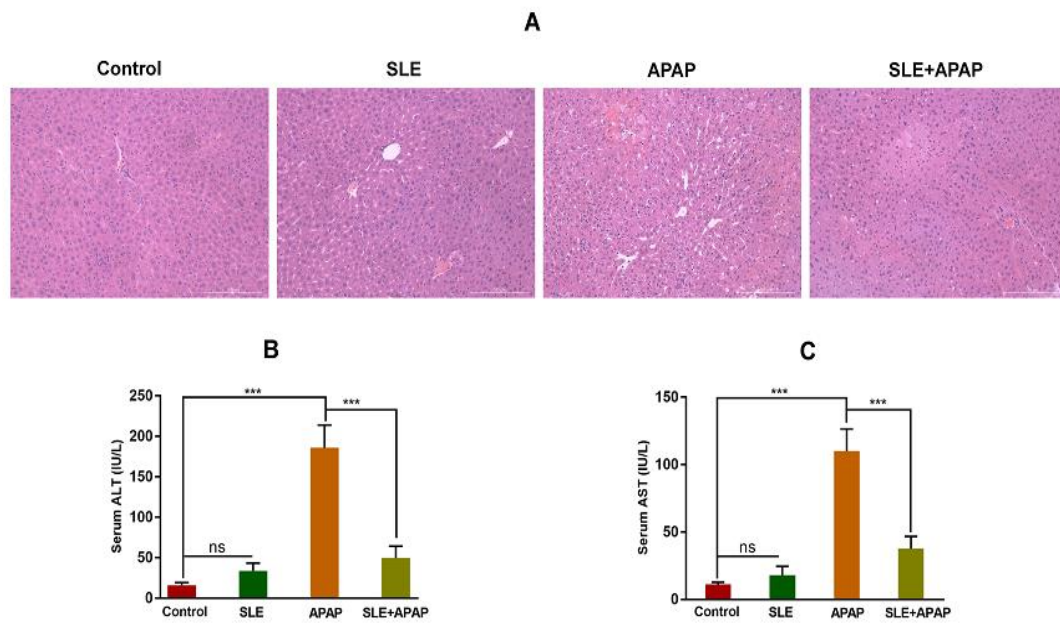 A
Control SLE APAP SLE+APAP
B
Serum ALT (IU/L)
250
200
150
100
50
0
***
***
ns
Control SLE APAP SLE+APAP
C
Serum AST (IU/L)
150
100
50
0
***
***
ns
Control SLE APAP SLE+APAP